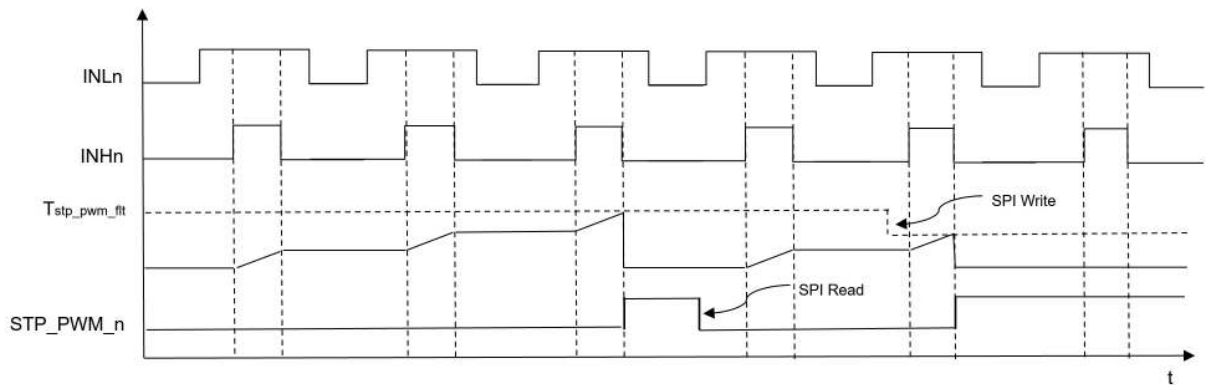 INLn
INHn
Tstp_pwm_flt
SPI Write
SPI Read
STP_PWM_n
t